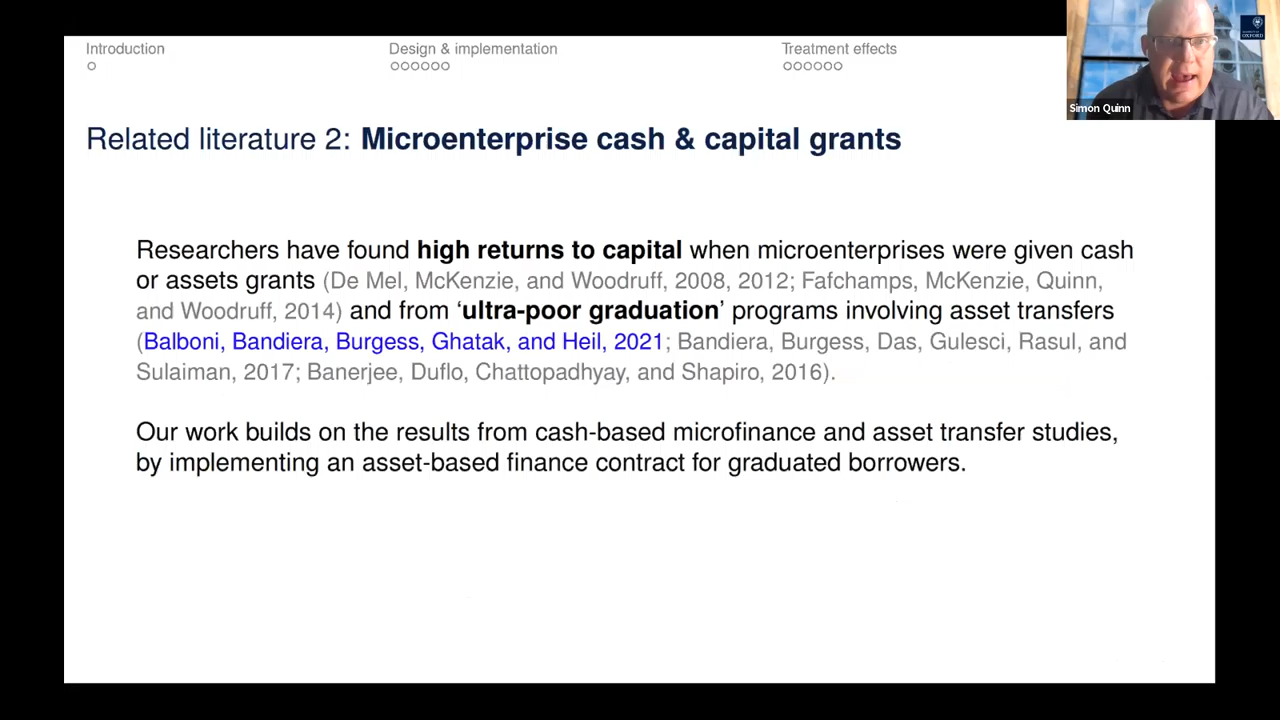 Introduction
Design & implementation
Treatment effects
Simon Quinn
OXFORD
Related literature 2: Microenterprise cash & capital grants
Researchers have found high returns to capital when microenterprises were given cash
or assets grants (De Mel, McKenzie, and Woodruff, 2008, 2012; Fafchamps, McKenzie, Quinn,
and Woodruff, 2014) and from ‘ultra-poor graduation’ programs involving asset transfers
(Balboni, Bandiera, Burgess, Ghatak, and Heil, 2021; Bandiera, Burgess, Das, Gulesci, Rasul, and
Sulaiman, 2017; Banerjee, Duflo, Chattopadhyay, and Shapiro, 2016).
Our work builds on the results from cash-based microfinance and asset transfer studies,
by implementing an asset-based finance contract for graduated borrowers.